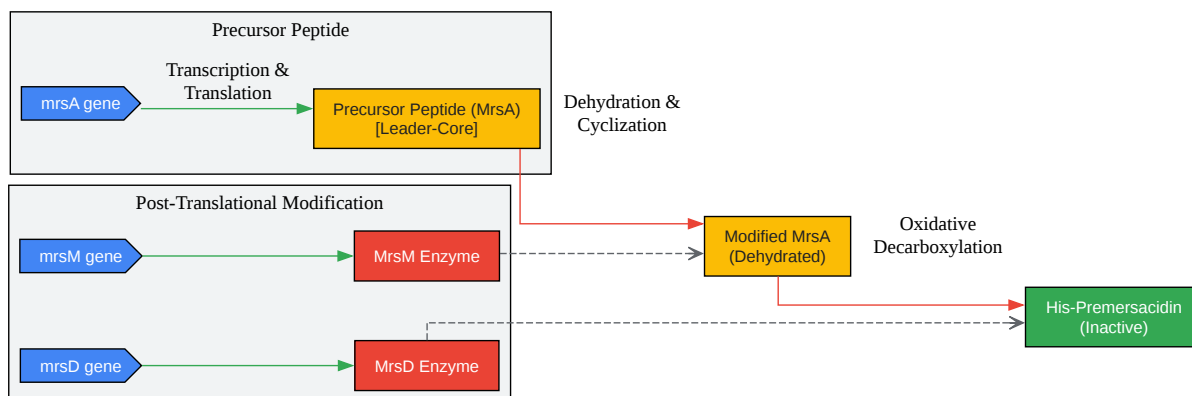 Precursor Peptide
Transcription &
Translation
mrsA gene
Precursor Peptide (MrsA)
[Leader-Core]
Dehydration &
Cyclization
Post-Translational Modification
mrsM gene
MrsM Enzyme
Modified MrsA
(Dehydrated)
Oxidative
Decarboxylation
His-Premersacidin
(Inactive)
mrsD gene
MrsD Enzyme